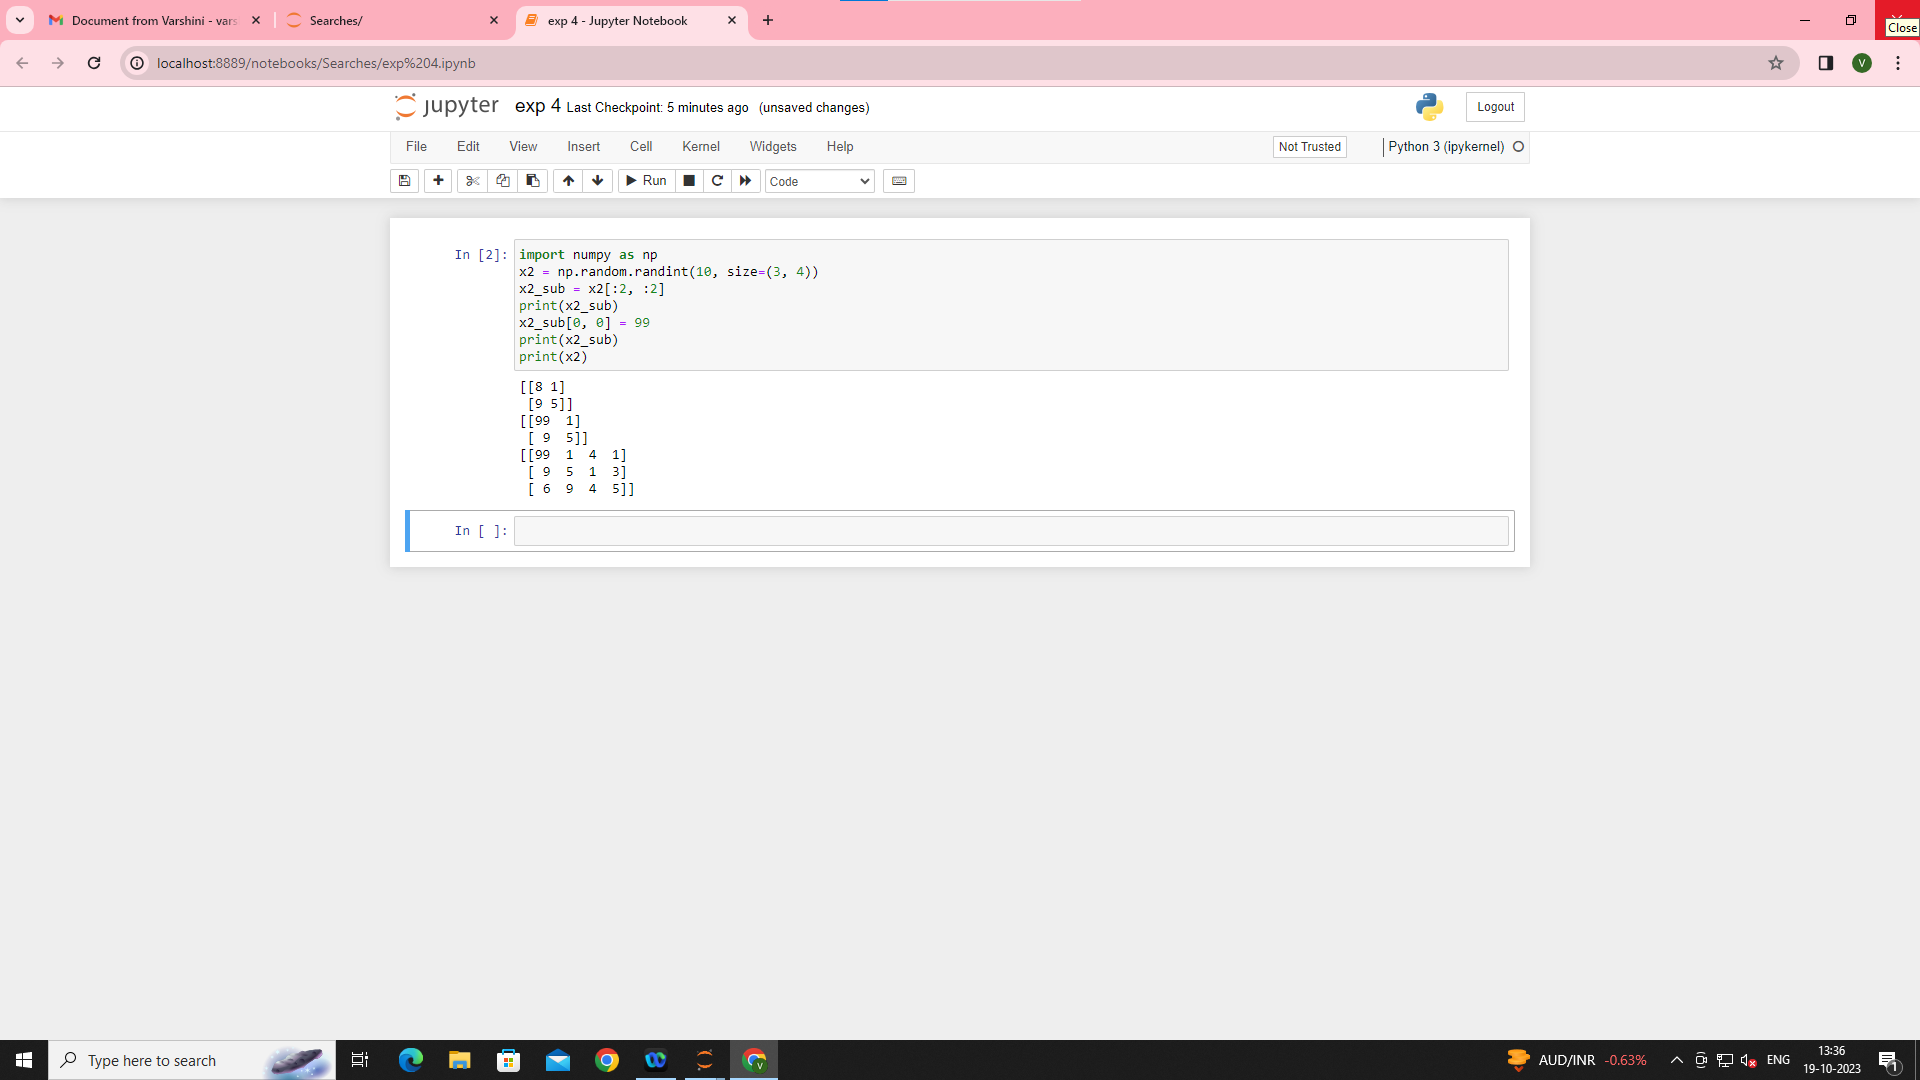 Document from Varshini - vars
Searches/
exp 4 - Jupyter Notebook
Close
localhost:8889/notebooks/Searches/exp%204.ipynb
V
jupyter exp 4 Last Checkpoint: 5 minutes ago (unsaved changes)
Logout
File Edit View Insert Cell Kernel Widgets Help
Not Trusted
Python 3 (ipykernel)
Run
Code
In [2]:
import numpy as np
x2 = np.random.randint(10, size=(3, 4))
x2_sub = x2[:2, :2]
print(x2_sub)
x2_sub[0, 0] = 99
print(x2_sub)
print(x2)
[[8 1]
 [9 5]]
[[99  1]
 [ 9  5]]
[[99  1  4  1]
 [ 9  5  1  3]
 [ 6  9  4  5]]
In [ ]:
Type here to search
V
AUD/INR -0.63%
ENG
13:36
19-10-2023
1